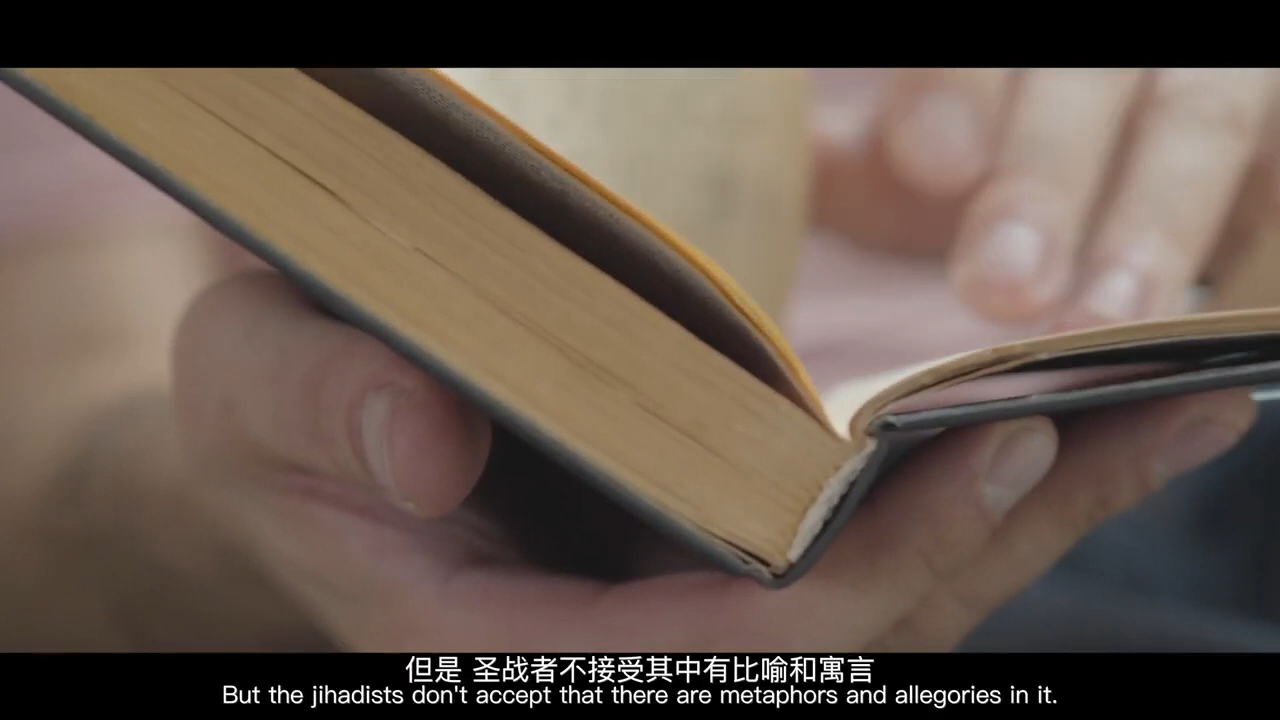 但是 圣战者不接受其中有比喻和寓言
But the jihadists don't accept that there are metaphors and allegories in it.